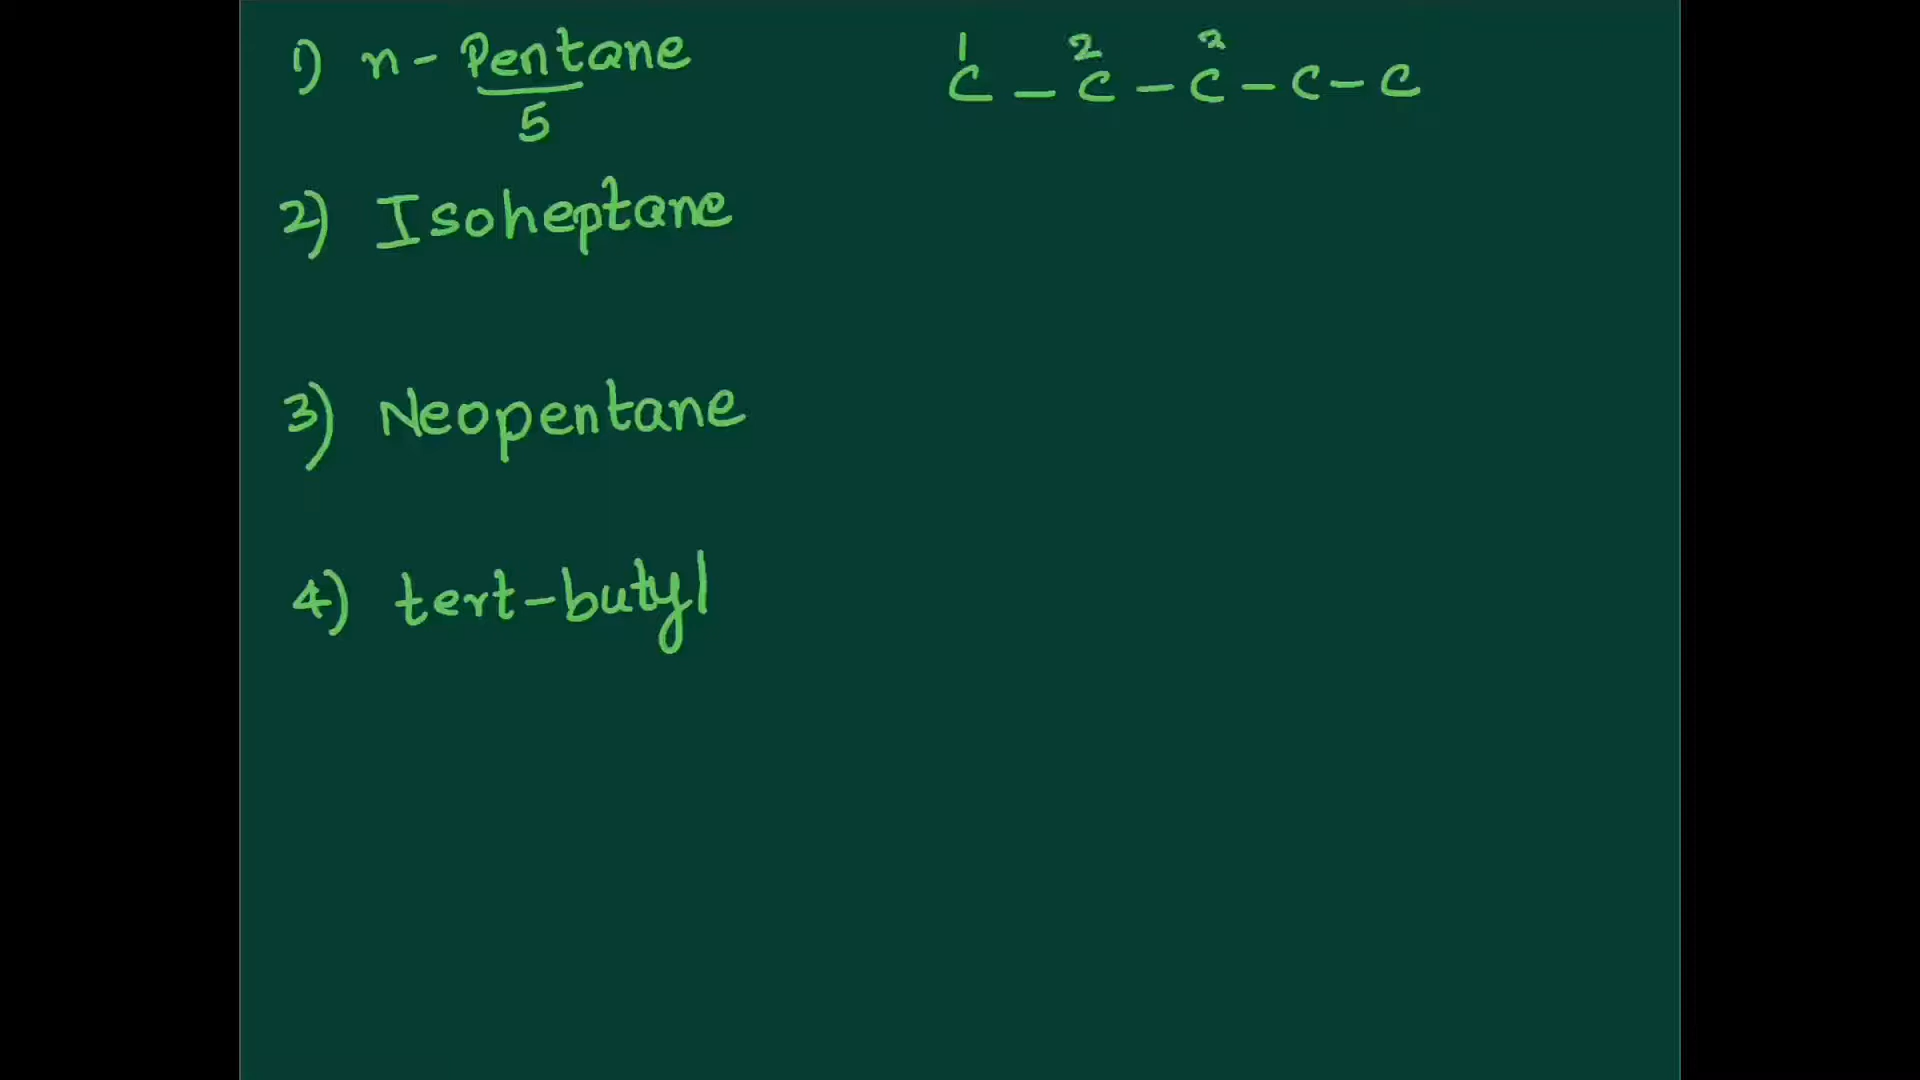 1) n - Pentane
5
1 2 3
C - C - C - C - C
2) Isoheptane
3) Neopentane
4) tert-butyl